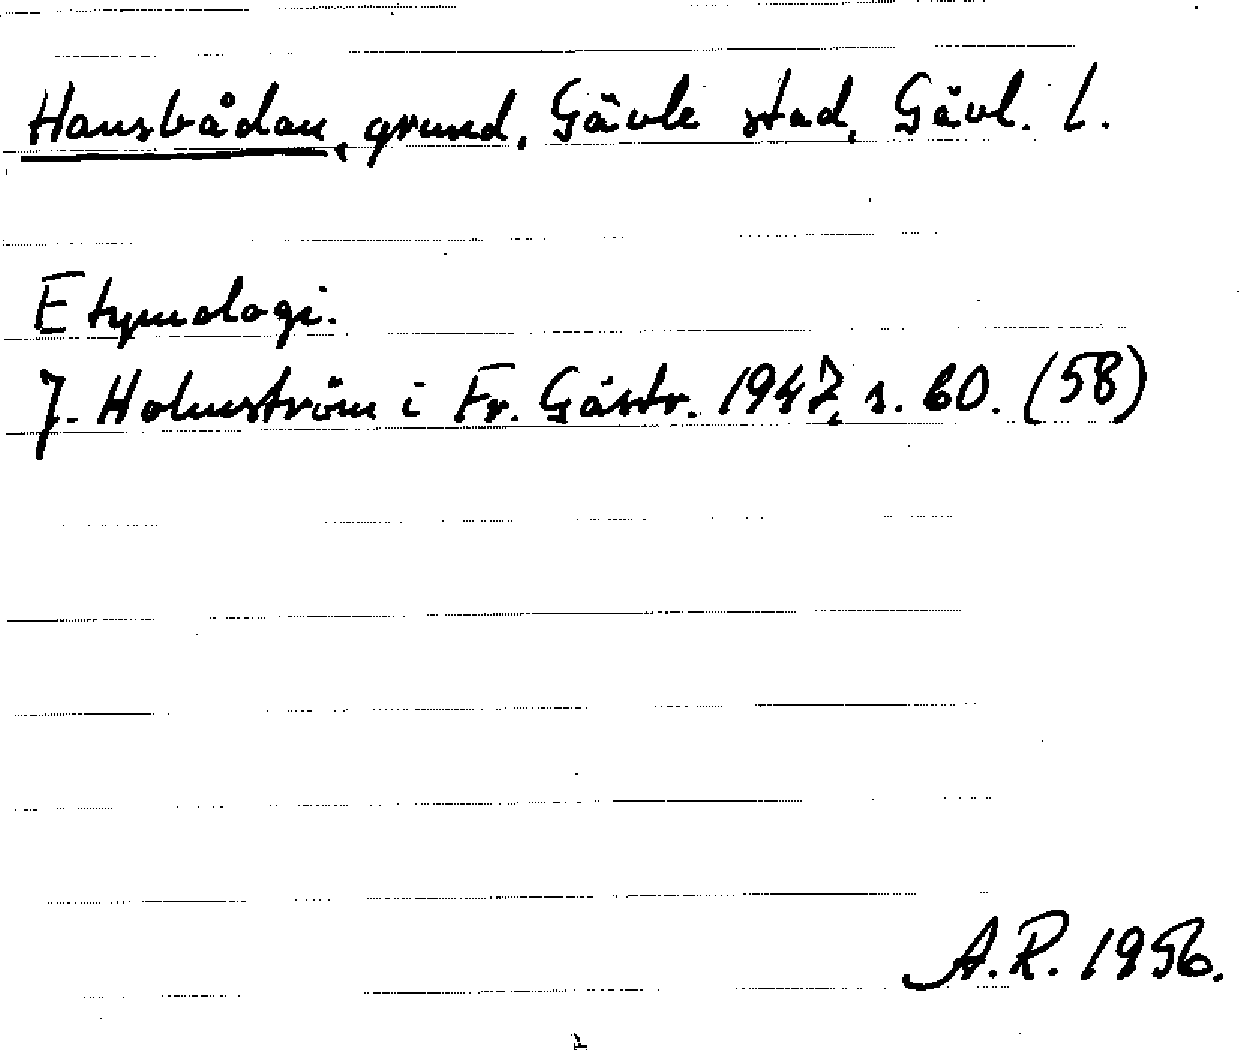 Hansbådan, grund, Gävle stad, Gävl. l.
Etymologi.
J. Holmström i Fr. Gästr. 1947, s. 60. (58)
A.R. 1956.